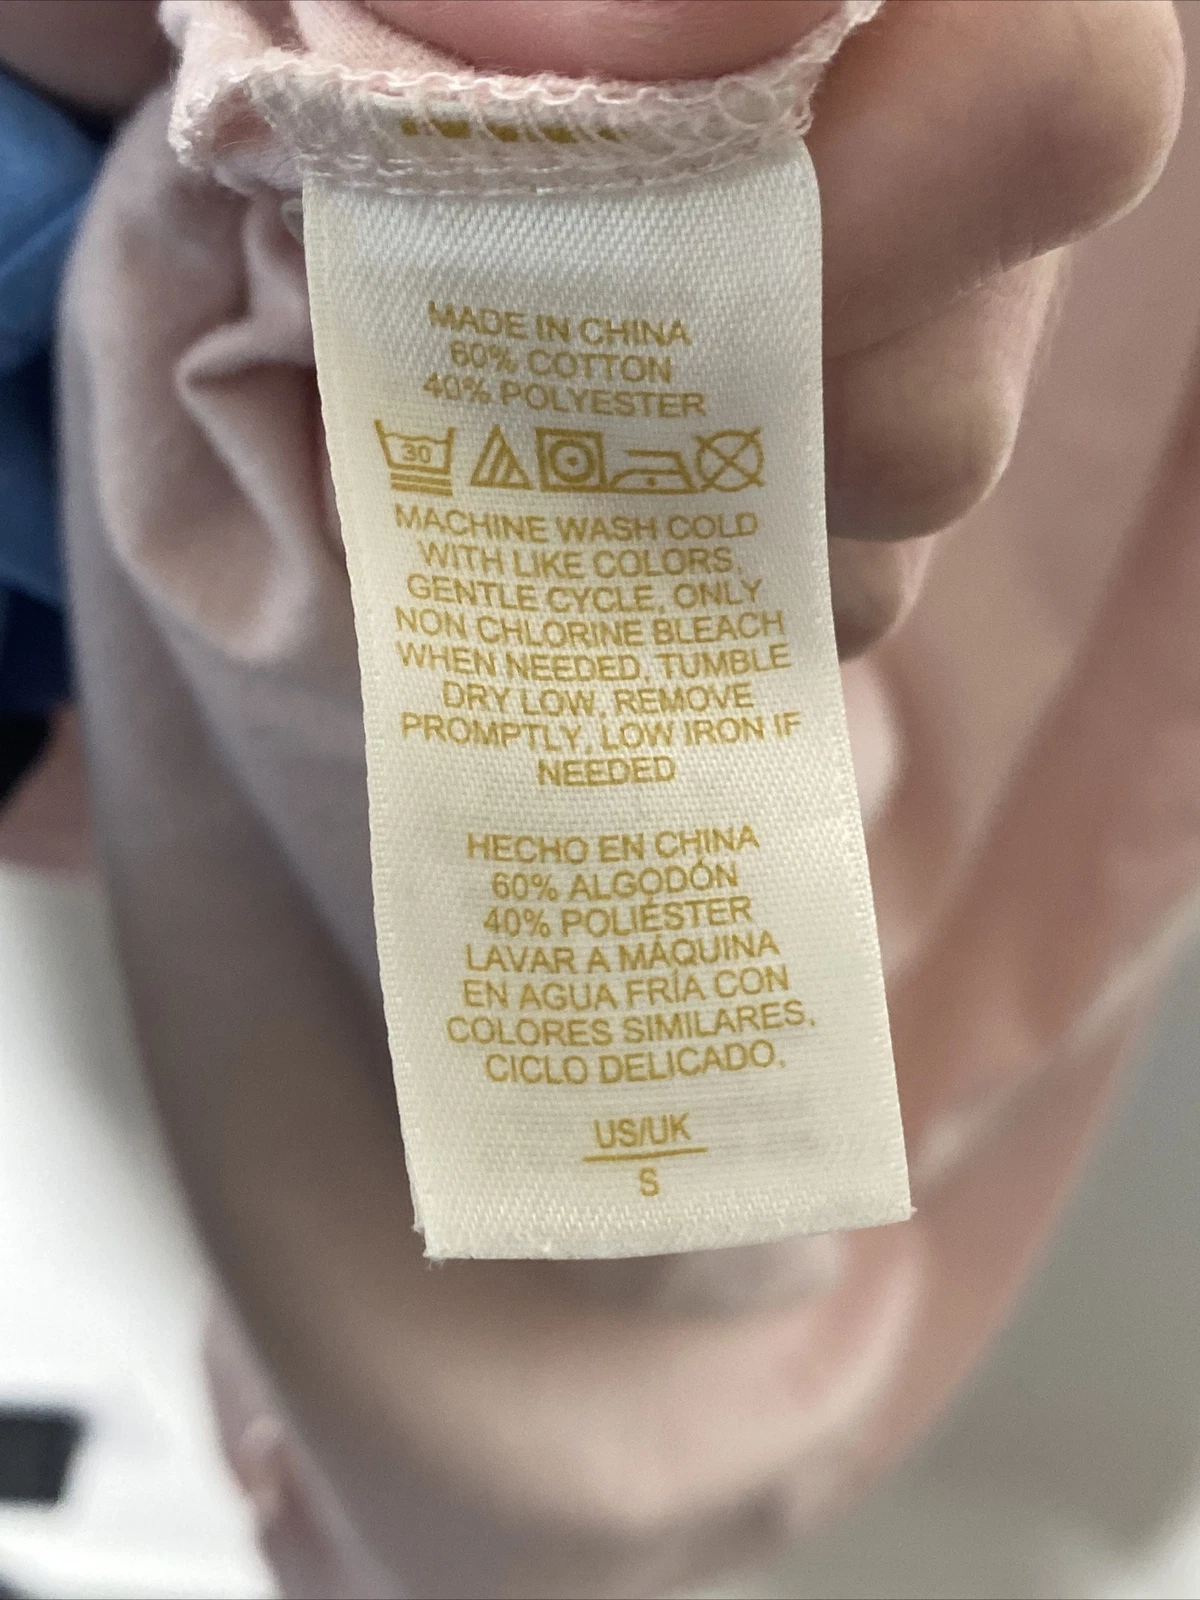 MADE IN CHINA
60% COTTON
40% POLYESTER
30
MACHINE WASH COLD
WITH LIKE COLORS,
GENTLE CYCLE, ONLY
NON CHLORINE BLEACH
WHEN NEEDED, TUMBLE
DRY LOW, REMOVE
PROMPTLY, LOW IRON IF
NEEDED
HECHO EN CHINA
60% ALGODÓN
40% POLIÉSTER
LAVAR A MÁQUINA
EN AGUA FRÍA CON
COLORES SIMILARES.
CICLO DELICADO.
US/UK
S